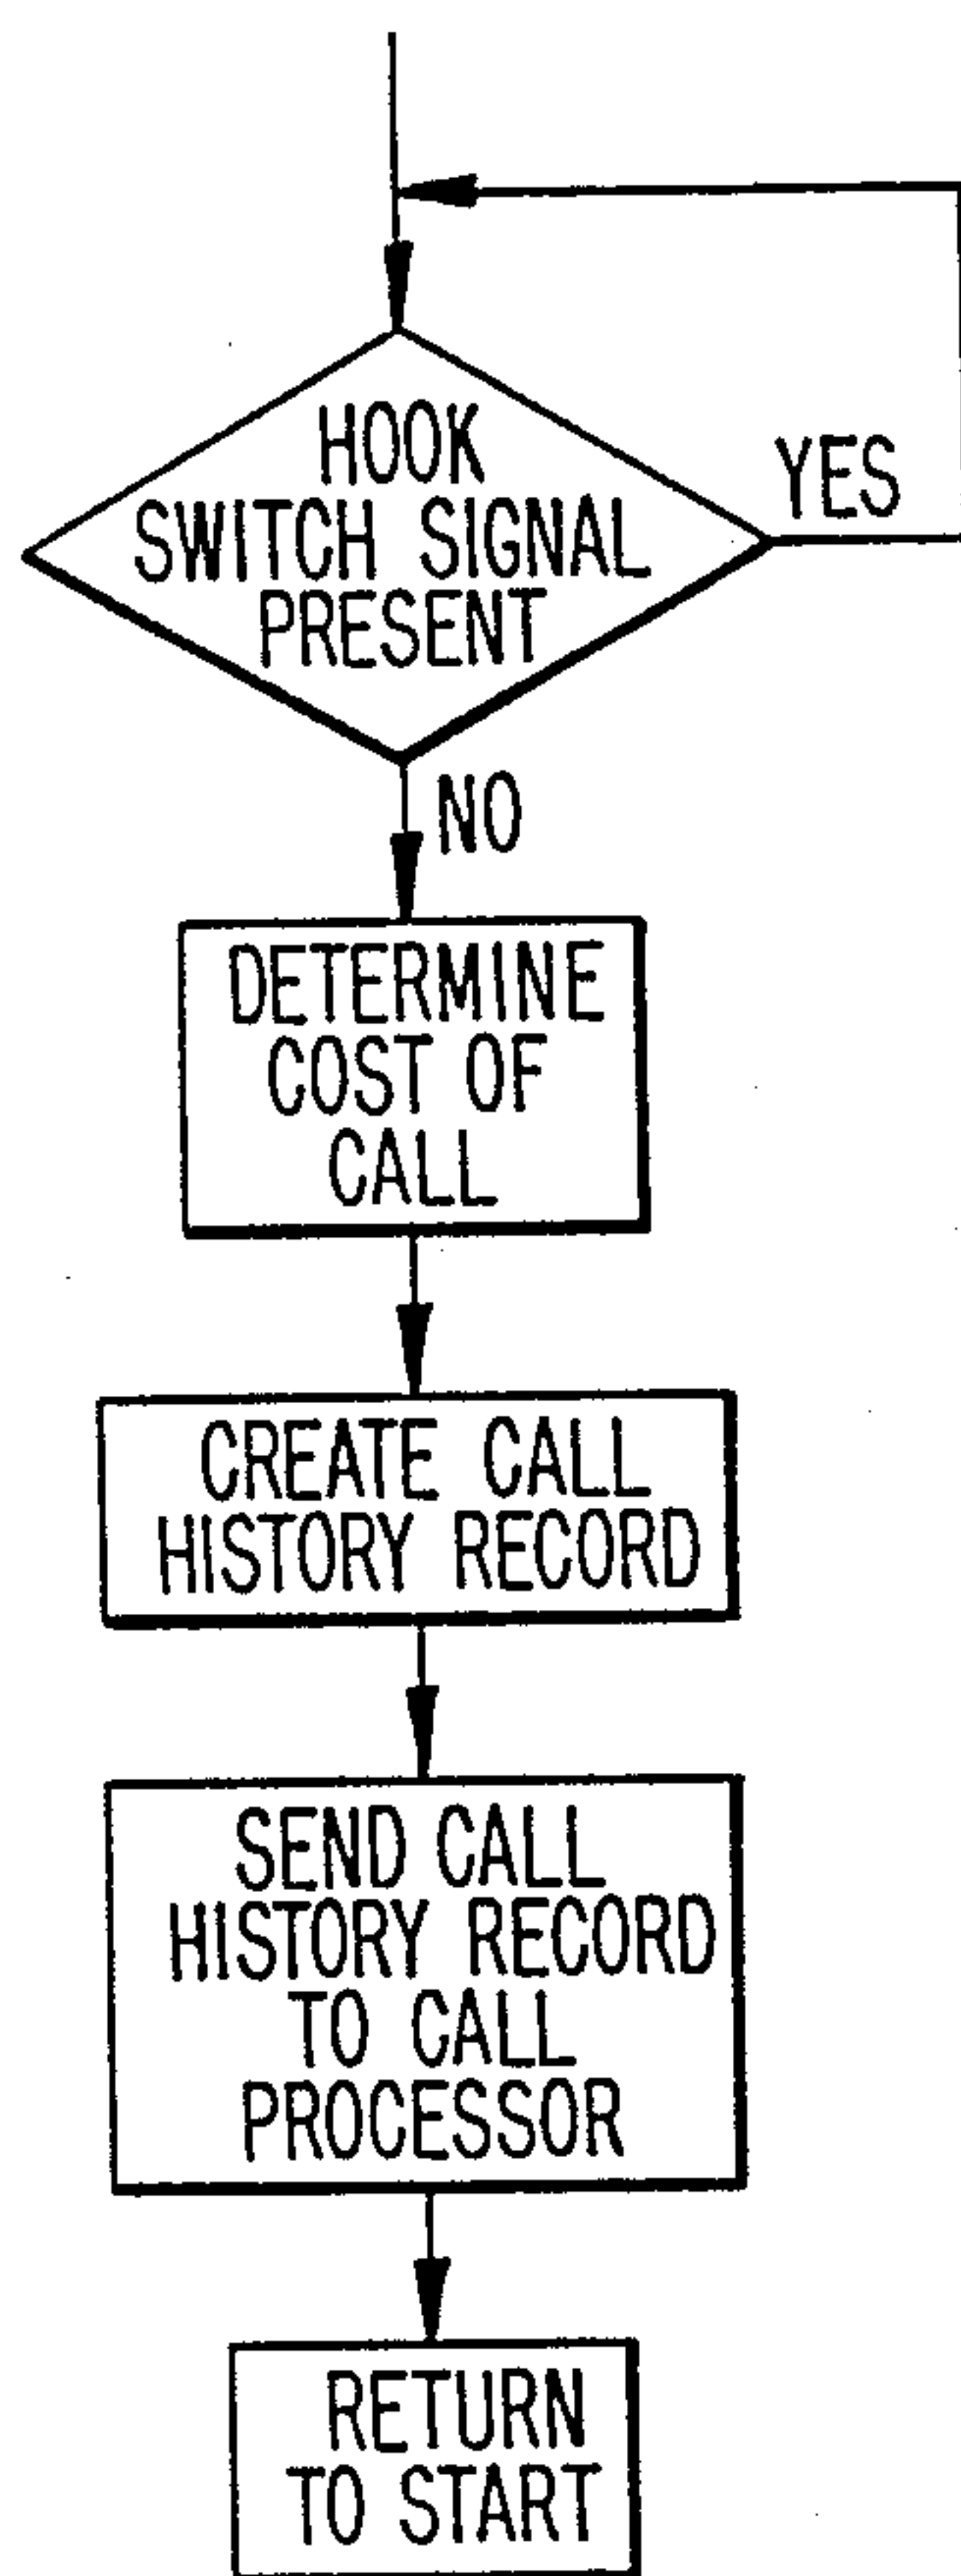 HOOK
SWITCH SIGNAL
PRESENT
YES
NO
DETERMINE
COST OF
CALL
CREATE CALL
HISTORY RECORD
SEND CALL
HISTORY RECORD
TO CALL
PROCESSOR
RETURN
TO START